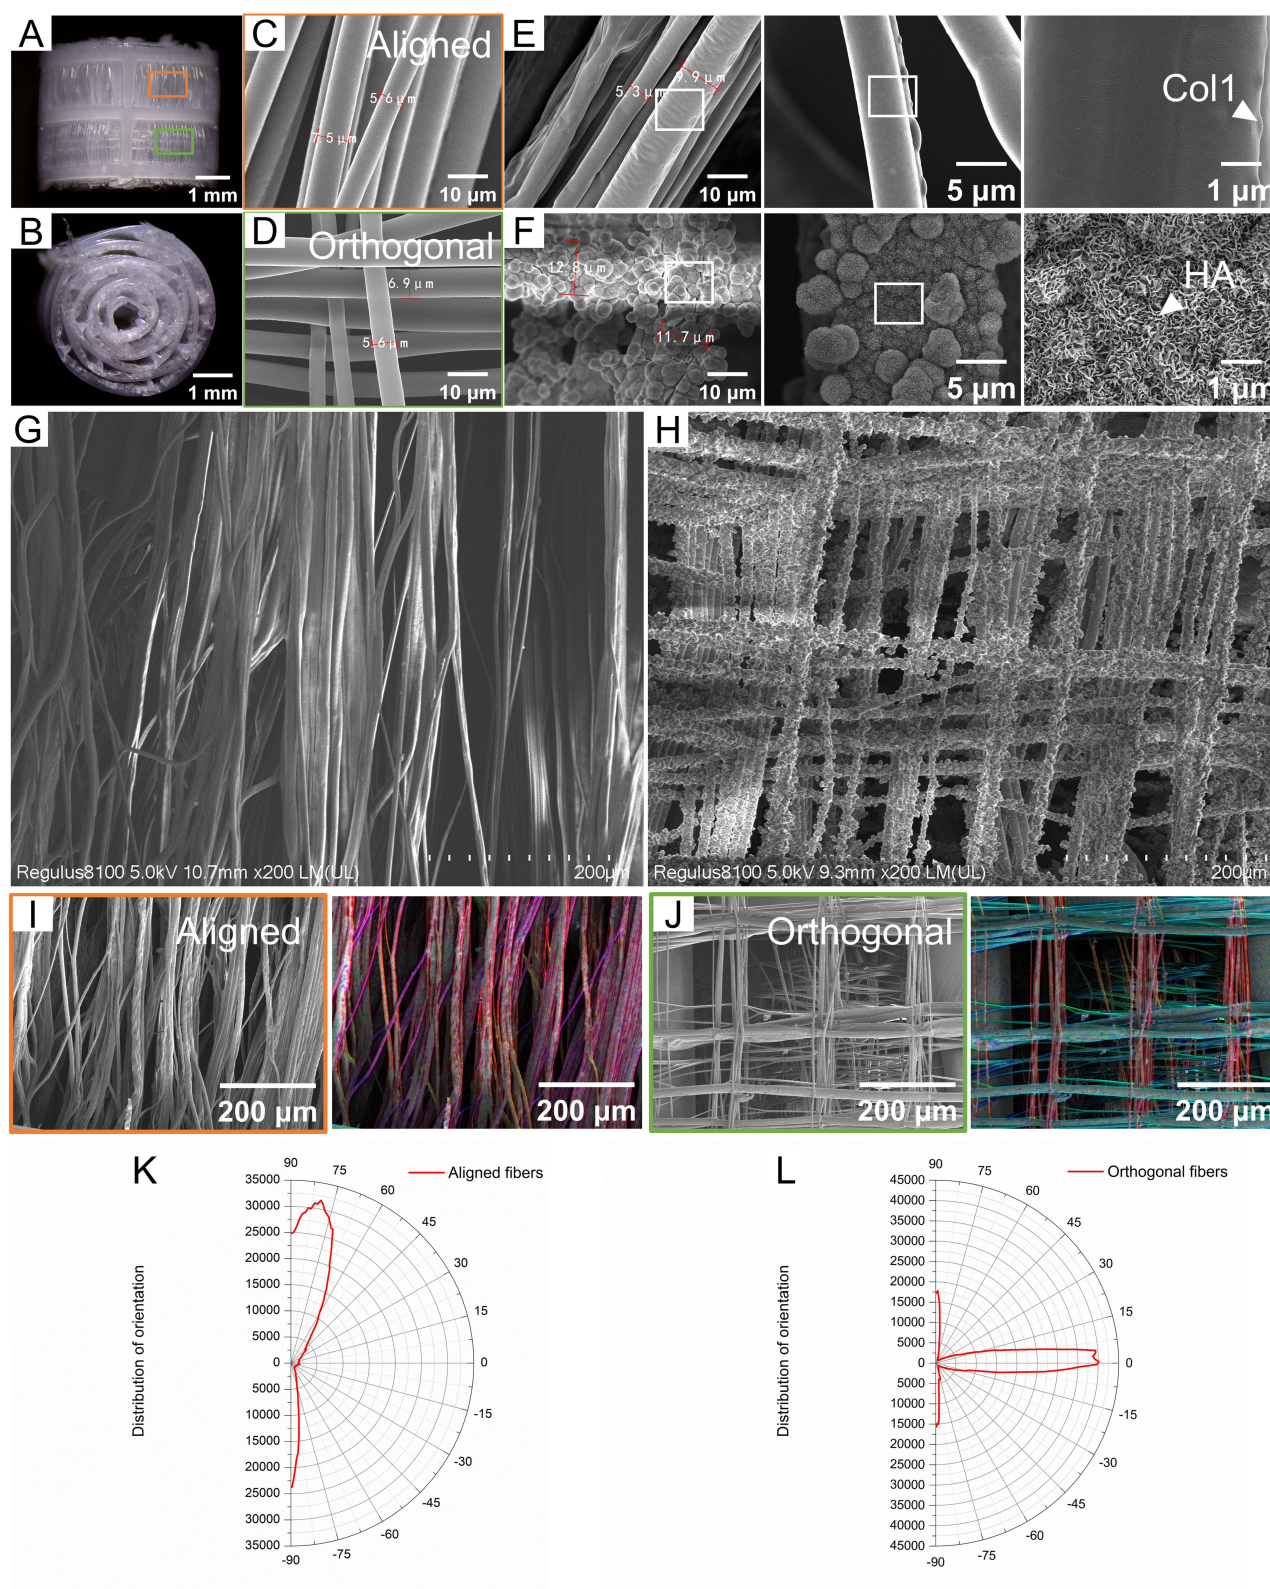 A
1 mm
C
Aligned
5.6 μm
7.5 μm
10 μm
E
9.9 μm
5.3 μm
10 μm
5 μm
Col1
1 μm
B
1 mm
D
Orthogonal
6.9 μm
5.6 μm
10 μm
F
12.8 μm
11.7 μm
10 μm
5 μm
HA
1 μm
G
Regulus8100 5.0kV 10.7mm x200 LM(UL)
200μm
H
Regulus8100 5.0kV 9.3mm x200 LM(UL)
200μm
I
Aligned
200 μm
200 μm
J
Orthogonal
200 μm
200 μm
K
Aligned fibers
Distribution of orientation
35000
30000
25000
20000
15000
10000
5000
0
5000
10000
15000
20000
25000
30000
35000
90
75
60
45
30
15
0
-15
-30
-45
-60
-75
-90
L
Orthogonal fibers
Distribution of orientation
45000
40000
35000
30000
25000
20000
15000
10000
5000
0
5000
10000
15000
20000
25000
30000
35000
40000
45000
90
75
60
45
30
15
0
-15
-30
-45
-60
-75
-90